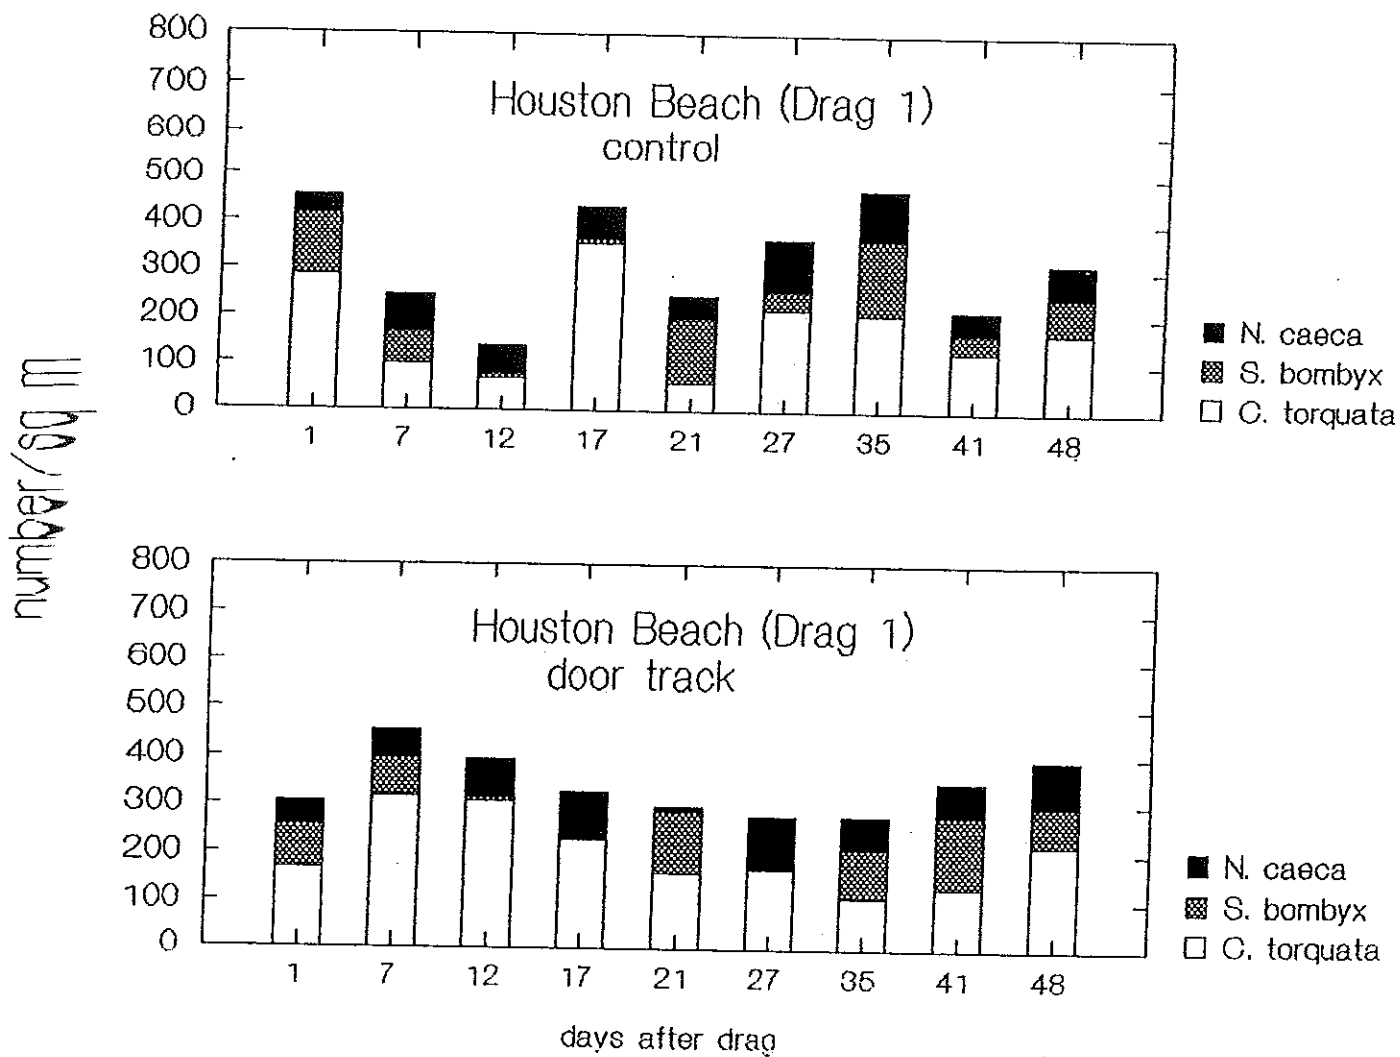 800
700
600
500
400
300
200
100
0
Houston Beach (Drag 1)
control
1 7 12 17 21 27 35 41 48
N. caeca
S. bombyx
C. torquata
number/sq m
800
700
600
500
400
300
200
100
0
Houston Beach (Drag 1)
door track
1 7 12 17 21 27 35 41 48
N. caeca
S. bombyx
C. torquata
days after drag